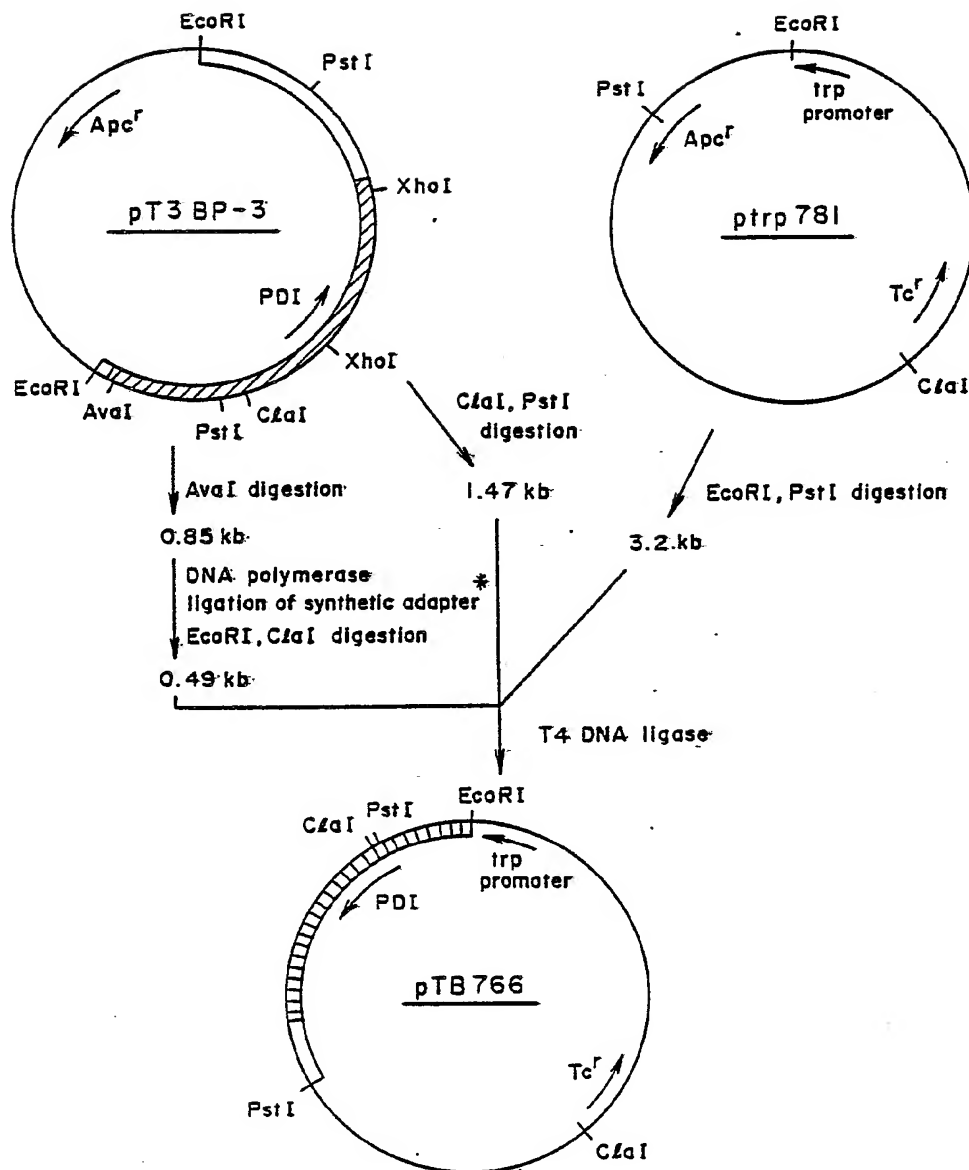 EcoRI
PstI
Apcʳ
XhoI
pT3 BP-3
PDI
XhoI
EcoRI
AvaI
PstI
ClaI
EcoRI
trp
promoter
PstI
Apcʳ
ptrp 781
Tcʳ
ClaI
ClaI, PstI
digestion
AvaI digestion
1.47 kb
EcoRI, PstI digestion
0.85 kb
3.2 kb
DNA polymerase
ligation of synthetic adapter *
EcoRI, ClaI digestion
0.49 kb
T4 DNA ligase
EcoRI
PstI
ClaI
trp
promoter
PDI
pTB 766
Tcʳ
PstI
ClaI